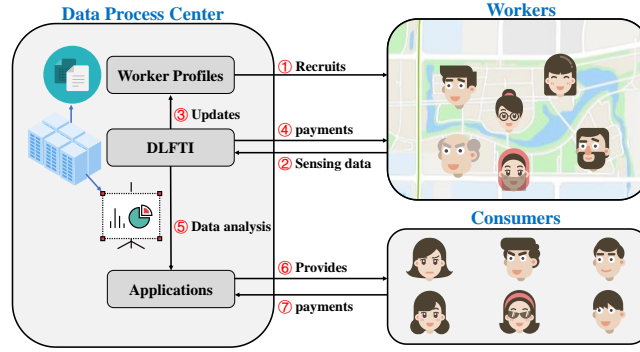 Data Process Center
Workers
Worker Profiles
① Recruits
③ Updates
④ payments
DLFTI
② Sensing data
⑤ Data analysis
Consumers
⑥ Provides
Applications
⑦ payments